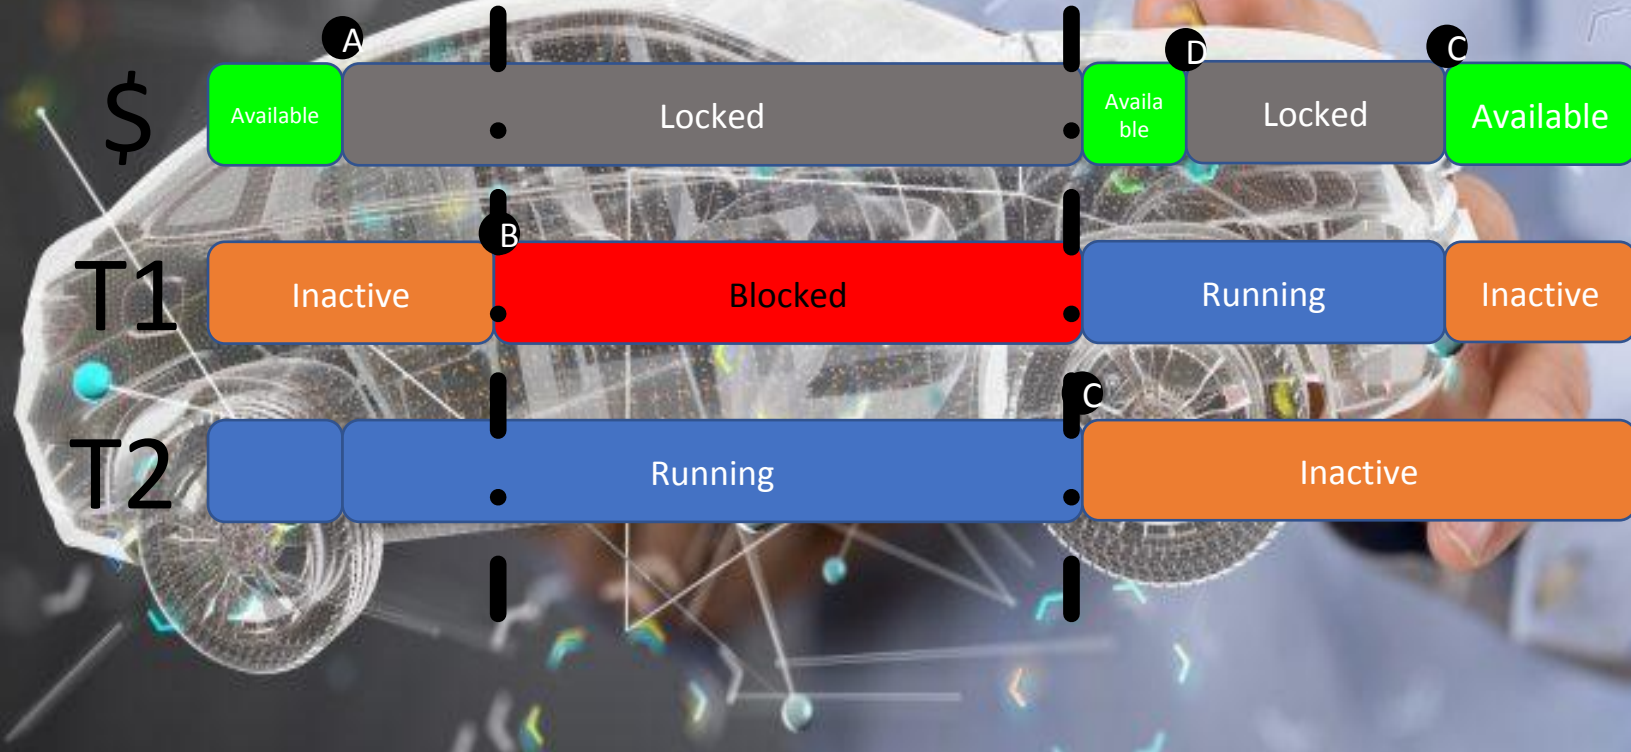 A
D
C
$
Available
Locked
Availa
ble
Locked
Available
B
T1
Inactive
Blocked
Running
Inactive
C
T2
Running
Inactive